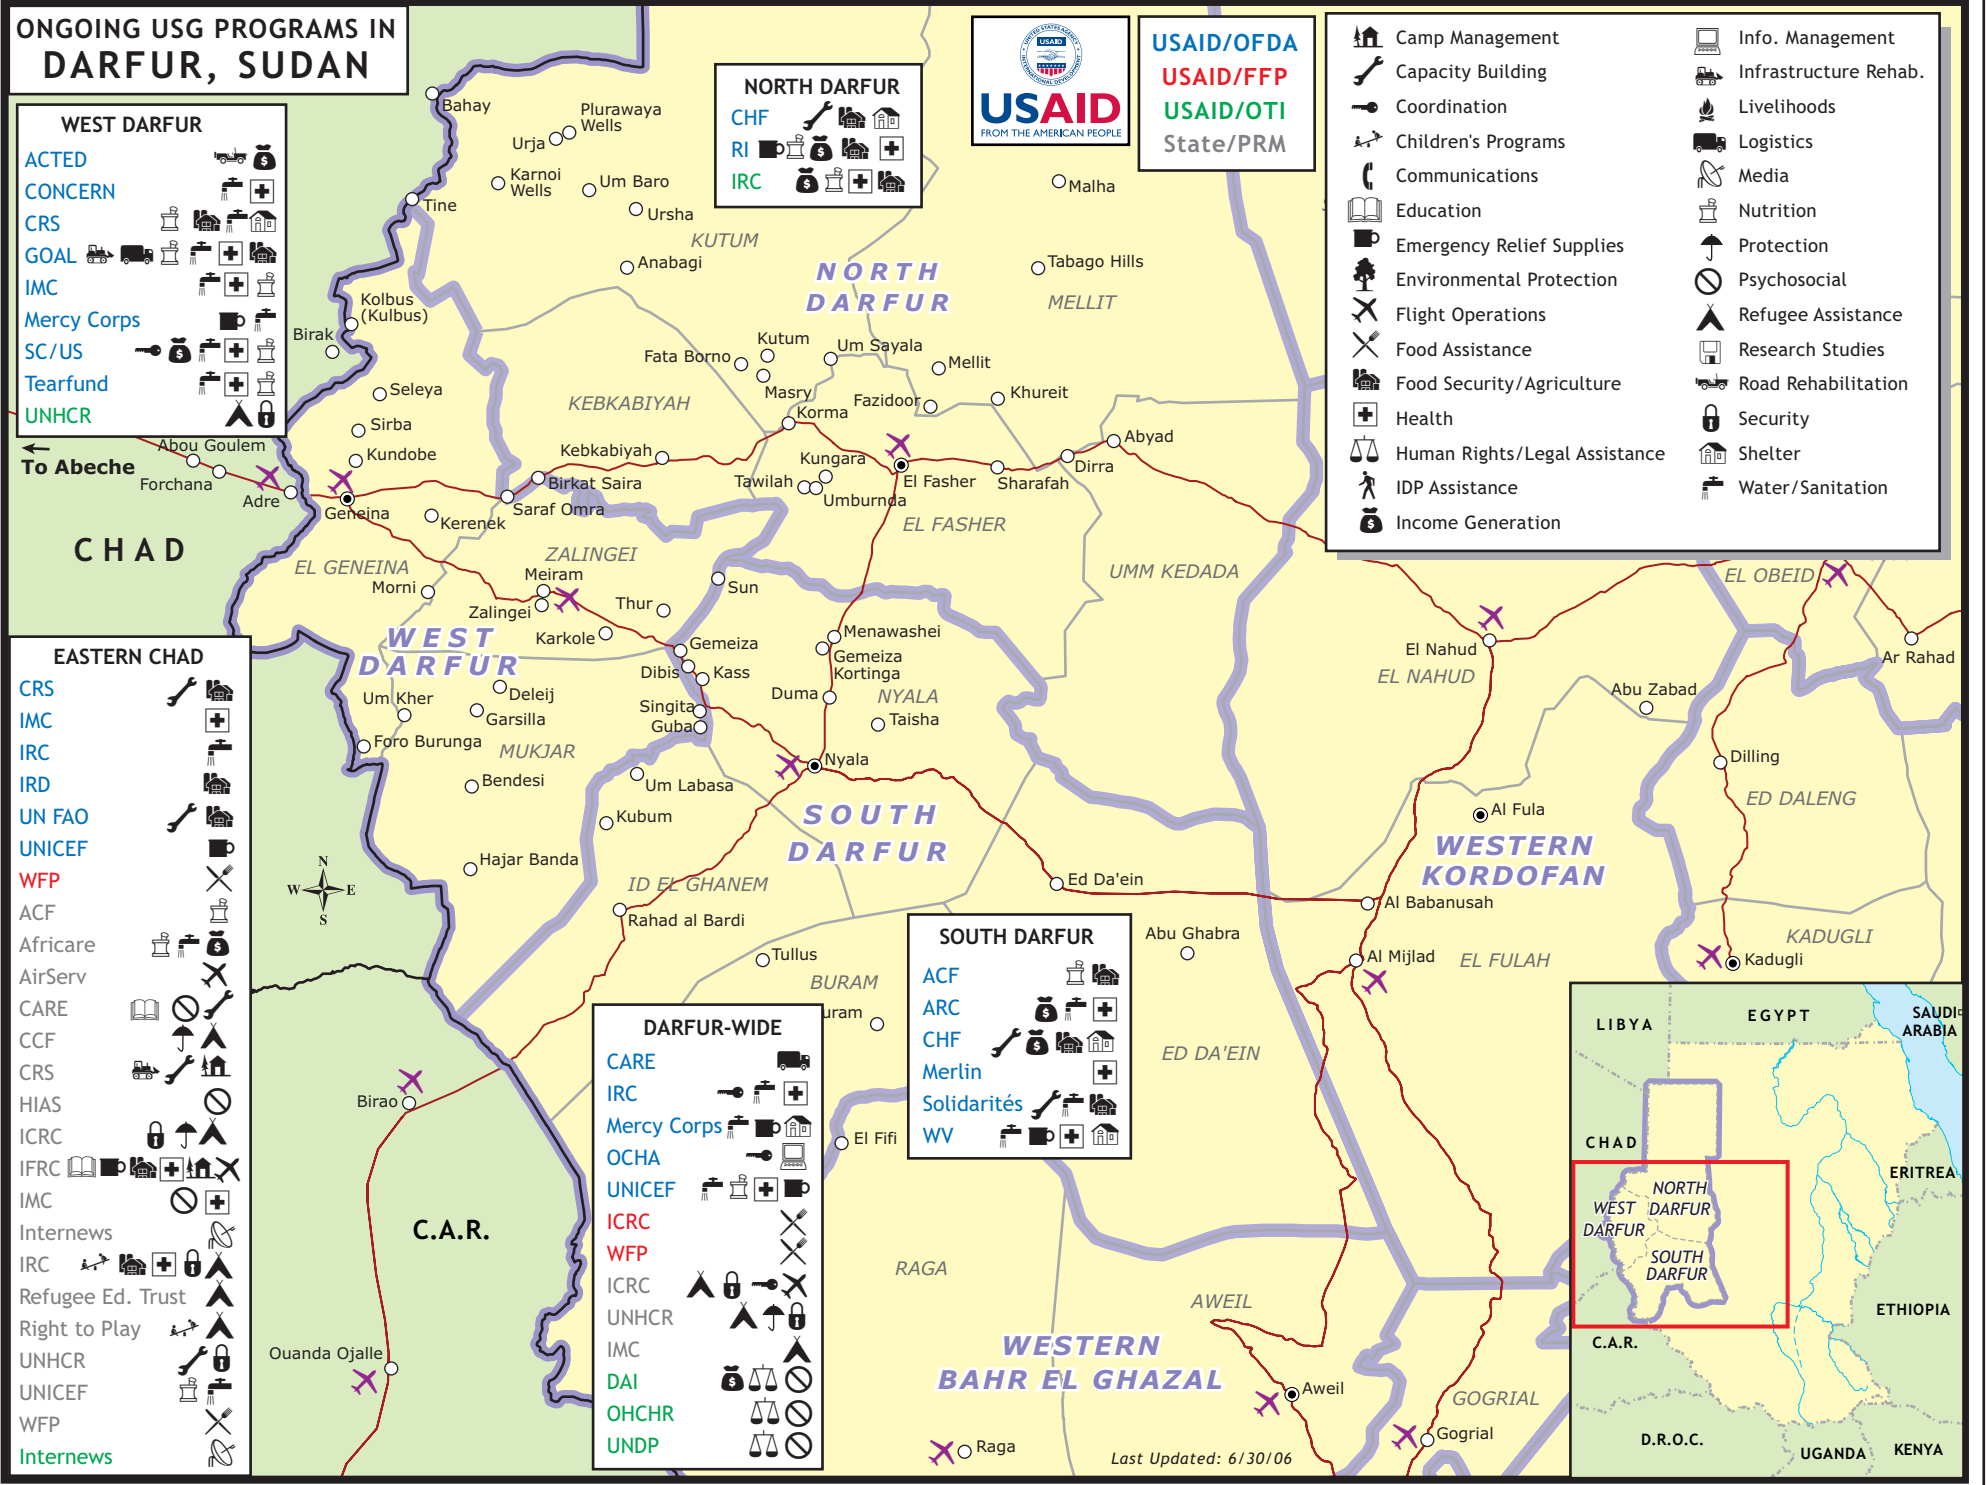 ONGOING USG PROGRAMS IN
DARFUR, SUDAN
WEST DARFUR
ACTED
CONCERN
CRS
GOAL
IMC
Mercy Corps
SC/US
Tearfund
UNHCR
NORTH DARFUR
CHF
RI
IRC
USAID
FROM THE AMERICAN PEOPLE
USAID/OFDA
USAID/FFP
USAID/OTI
State/PRM
Camp Management
Capacity Building
Coordination
Children's Programs
Communications
Education
Emergency Relief Supplies
Environmental Protection
Flight Operations
Food Assistance
Food Security/Agriculture
Health
Human Rights/Legal Assistance
IDP Assistance
Income Generation
Info. Management
Infrastructure Rehab.
Livelihoods
Logistics
Media
Nutrition
Protection
Psychosocial
Refugee Assistance
Research Studies
Road Rehabilitation
Security
Shelter
Water/Sanitation
Bahay
Plurawaya
Wells
Urja
Karnoi
Wells
Um Baro
Ursha
Tine
KUTUM
Anabagi
Malha
NORTH
DARFUR
Tabago Hills
MELLIT
Kolbus
(Kulbus)
Birak
Kutum
Fata Borno
Um Sayala
Mellit
Masry
Fazidoor
Khureit
Seleya
KEBKABIYAH
Korma
Sirba
Abyad
Abou Goulem
Kundobe
Kebkabiyah
Kungara
Dirra
To Abeche
Forchana
Adre
Geneina
Birkat Saira
Tawilah
Umburnda
El Fasher
Sharafah
Saraf Omra
Kerenek
EL FASHER
CHAD
EL GENEINA
ZALINGEI
Meiram
Morni
Zalingei
Thur
Sun
UMM KEDADA
EL OBEID
Karkole
WEST
DARFUR
Gemeiza
Menawashei
Gemeiza
Kortinga
Dibis
Kass
El Nahud
EL NAHUD
Ar Rahad
Um Kher
Deleij
Garsilla
Singita
Guba
Duma
NYALA
Taisha
Abu Zabad
Foro Burunga
MUKJAR
Nyala
Dilling
Bendesi
Um Labasa
Kubum
SOUTH
DARFUR
ED DALENG
Al Fula
WESTERN
KORDOFAN
Hajar Banda
ID EL GHANEM
Ed Da'ein
Al Babanusah
Rahad al Bardi
Abu Ghabra
KADUGLI
Tullus
BURAM
Al Mijlad
EL FULAH
Kadugli
uram
ED DA'EIN
EASTERN CHAD
CRS
IMC
IRC
IRD
UN FAO
UNICEF
WFP
ACF
Africare
AirServ
CARE
CCF
CRS
HIAS
ICRC
IFRC
IMC
Internews
IRC
Refugee Ed. Trust
Right to Play
UNHCR
UNICEF
WFP
Internews
N
W
E
S
Birao
C.A.R.
Ouanda Ojalle
DARFUR-WIDE
CARE
IRC
Mercy Corps
OCHA
UNICEF
ICRC
WFP
ICRC
UNHCR
IMC
DAI
OHCHR
UNDP
SOUTH DARFUR
ACF
ARC
CHF
Merlin
Solidarités
WV
El Fifi
RAGA
AWEIL
WESTERN
BAHR EL GHAZAL
Aweil
GOGRIAL
Gogrial
Raga
Last Updated: 6/30/06
LIBYA
EGYPT
SAUDI
ARABIA
CHAD
ERITREA
NORTH
DARFUR
WEST
DARFUR
SOUTH
DARFUR
ETHIOPIA
C.A.R.
D.R.O.C.
UGANDA
KENYA